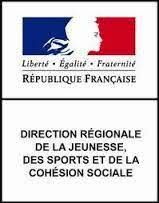 Liberté • Égalité • Fraternité
RÉPUBLIQUE FRANÇAISE
DIRECTION RÉGIONALE
DE LA JEUNESSE,
DES SPORTS ET DE LA
COHÉSION SOCIALE